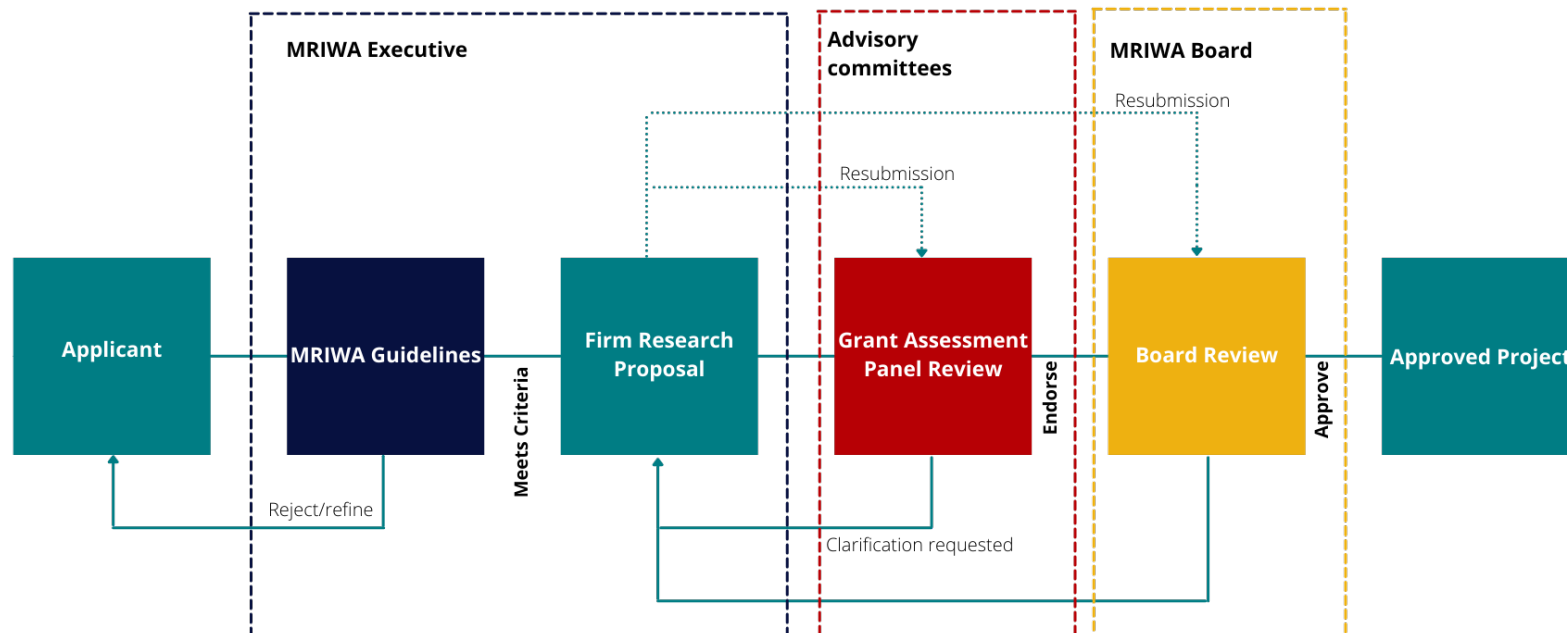 MRIWA Executive
Advisory
committees
MRIWA Board
Resubmission
Resubmission
Applicant
MRIWA Guidelines
Meets Criteria
Firm Research
Proposal
Grant Assessment
Panel Review
Endorse
Board Review
Approve
Approved Project
Reject/refine
Clarification requested